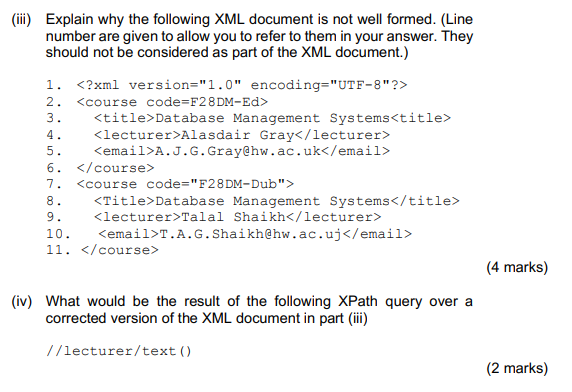 (iii) Explain why the following XML document is not well formed. (Line
number are given to allow you to refer to them in your answer. They
should not be considered as part of the XML document.)
1. <?xml version="1.0" encoding="UTF-8"?>
2. <course code=F28DM-Ed>
3. <title>Database Management Systems<title>
4. <lecturer>Alasdair Gray</lecturer>
5. <email>A.J.G.Gray@hw.ac.uk</email>
6. </course>
7. <course code="F28DM-Dub">
8. <Title>Database Management Systems</title>
9. <lecturer>Talal Shaikh</lecturer>
10. <email>T.A.G.Shaikh@hw.ac.uj</email>
11. </course>
(4 marks)
(iv) What would be the result of the following XPath query over a
corrected version of the XML document in part (iii)
//lecturer/text()
(2 marks)